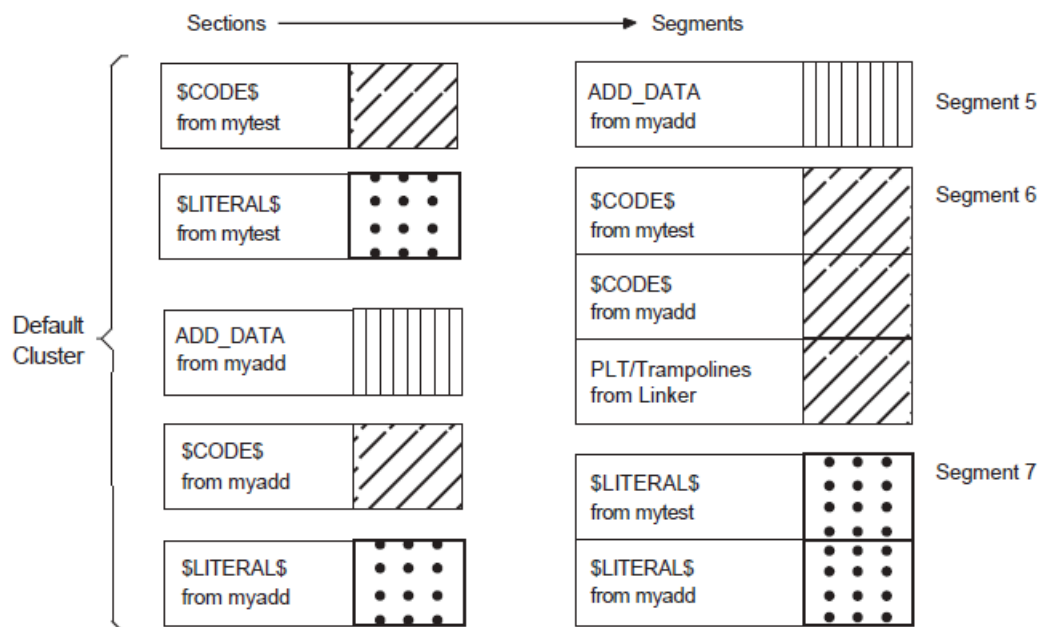 Sections
Segments
Default
Cluster
$CODE$
from mytest
$LITERAL$
from mytest
ADD_DATA
from myadd
$CODE$
from myadd
$LITERAL$
from myadd
ADD_DATA
from myadd
Segment 5
$CODE$
from mytest
Segment 6
$CODE$
from myadd
PLT/Trampolines
from Linker
$LITERAL$
from mytest
Segment 7
$LITERAL$
from myadd